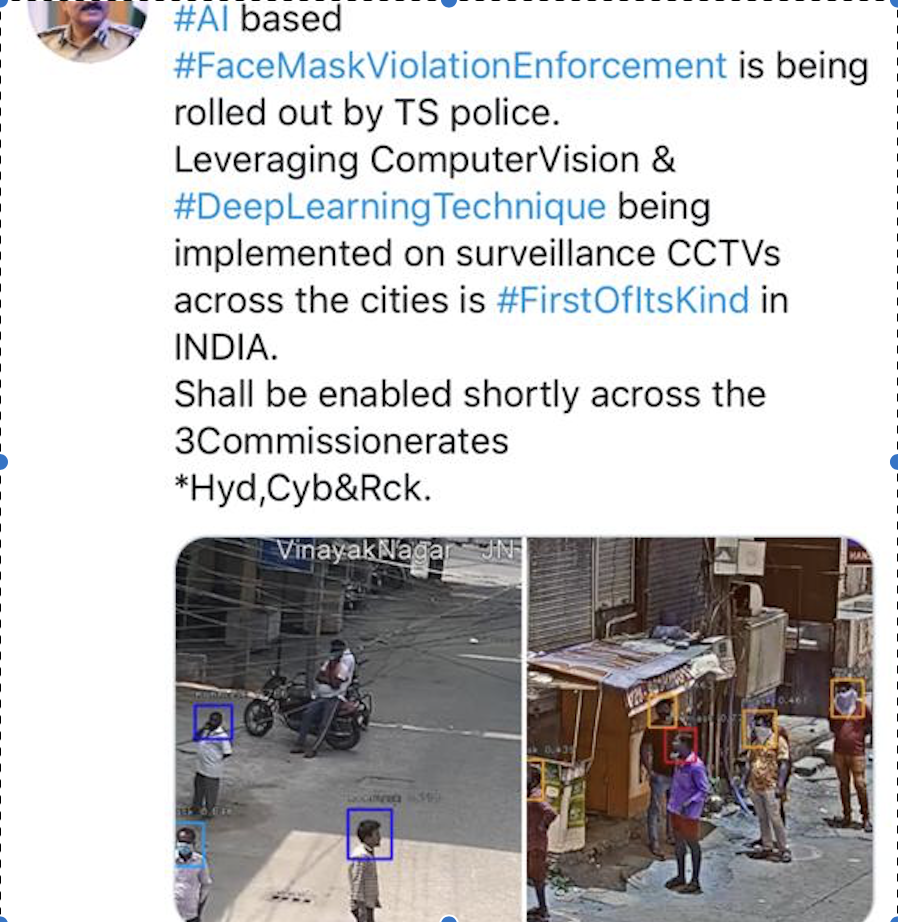 #AI based
#FaceMaskViolationEnforcement is being
rolled out by TS police.
Leveraging ComputerVision &
#DeepLearningTechnique being
implemented on surveillance CCTVs
across the cities is #FirstOfItsKind in
INDIA.
Shall be enabled shortly across the
3Commissionerates
*Hyd,Cyb&Rck.
VinayakNagar JN